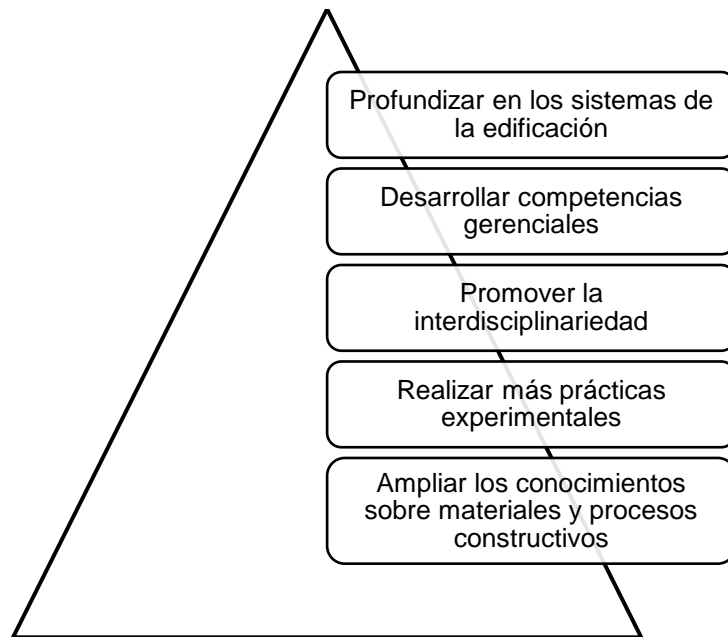 Profundizar en los sistemas de
la edificación
Desarrollar competencias
gerenciales
Promover la
interdisciplinariedad
Realizar más prácticas
experimentales
Ampliar los conocimientos
sobre materiales y procesos
constructivos